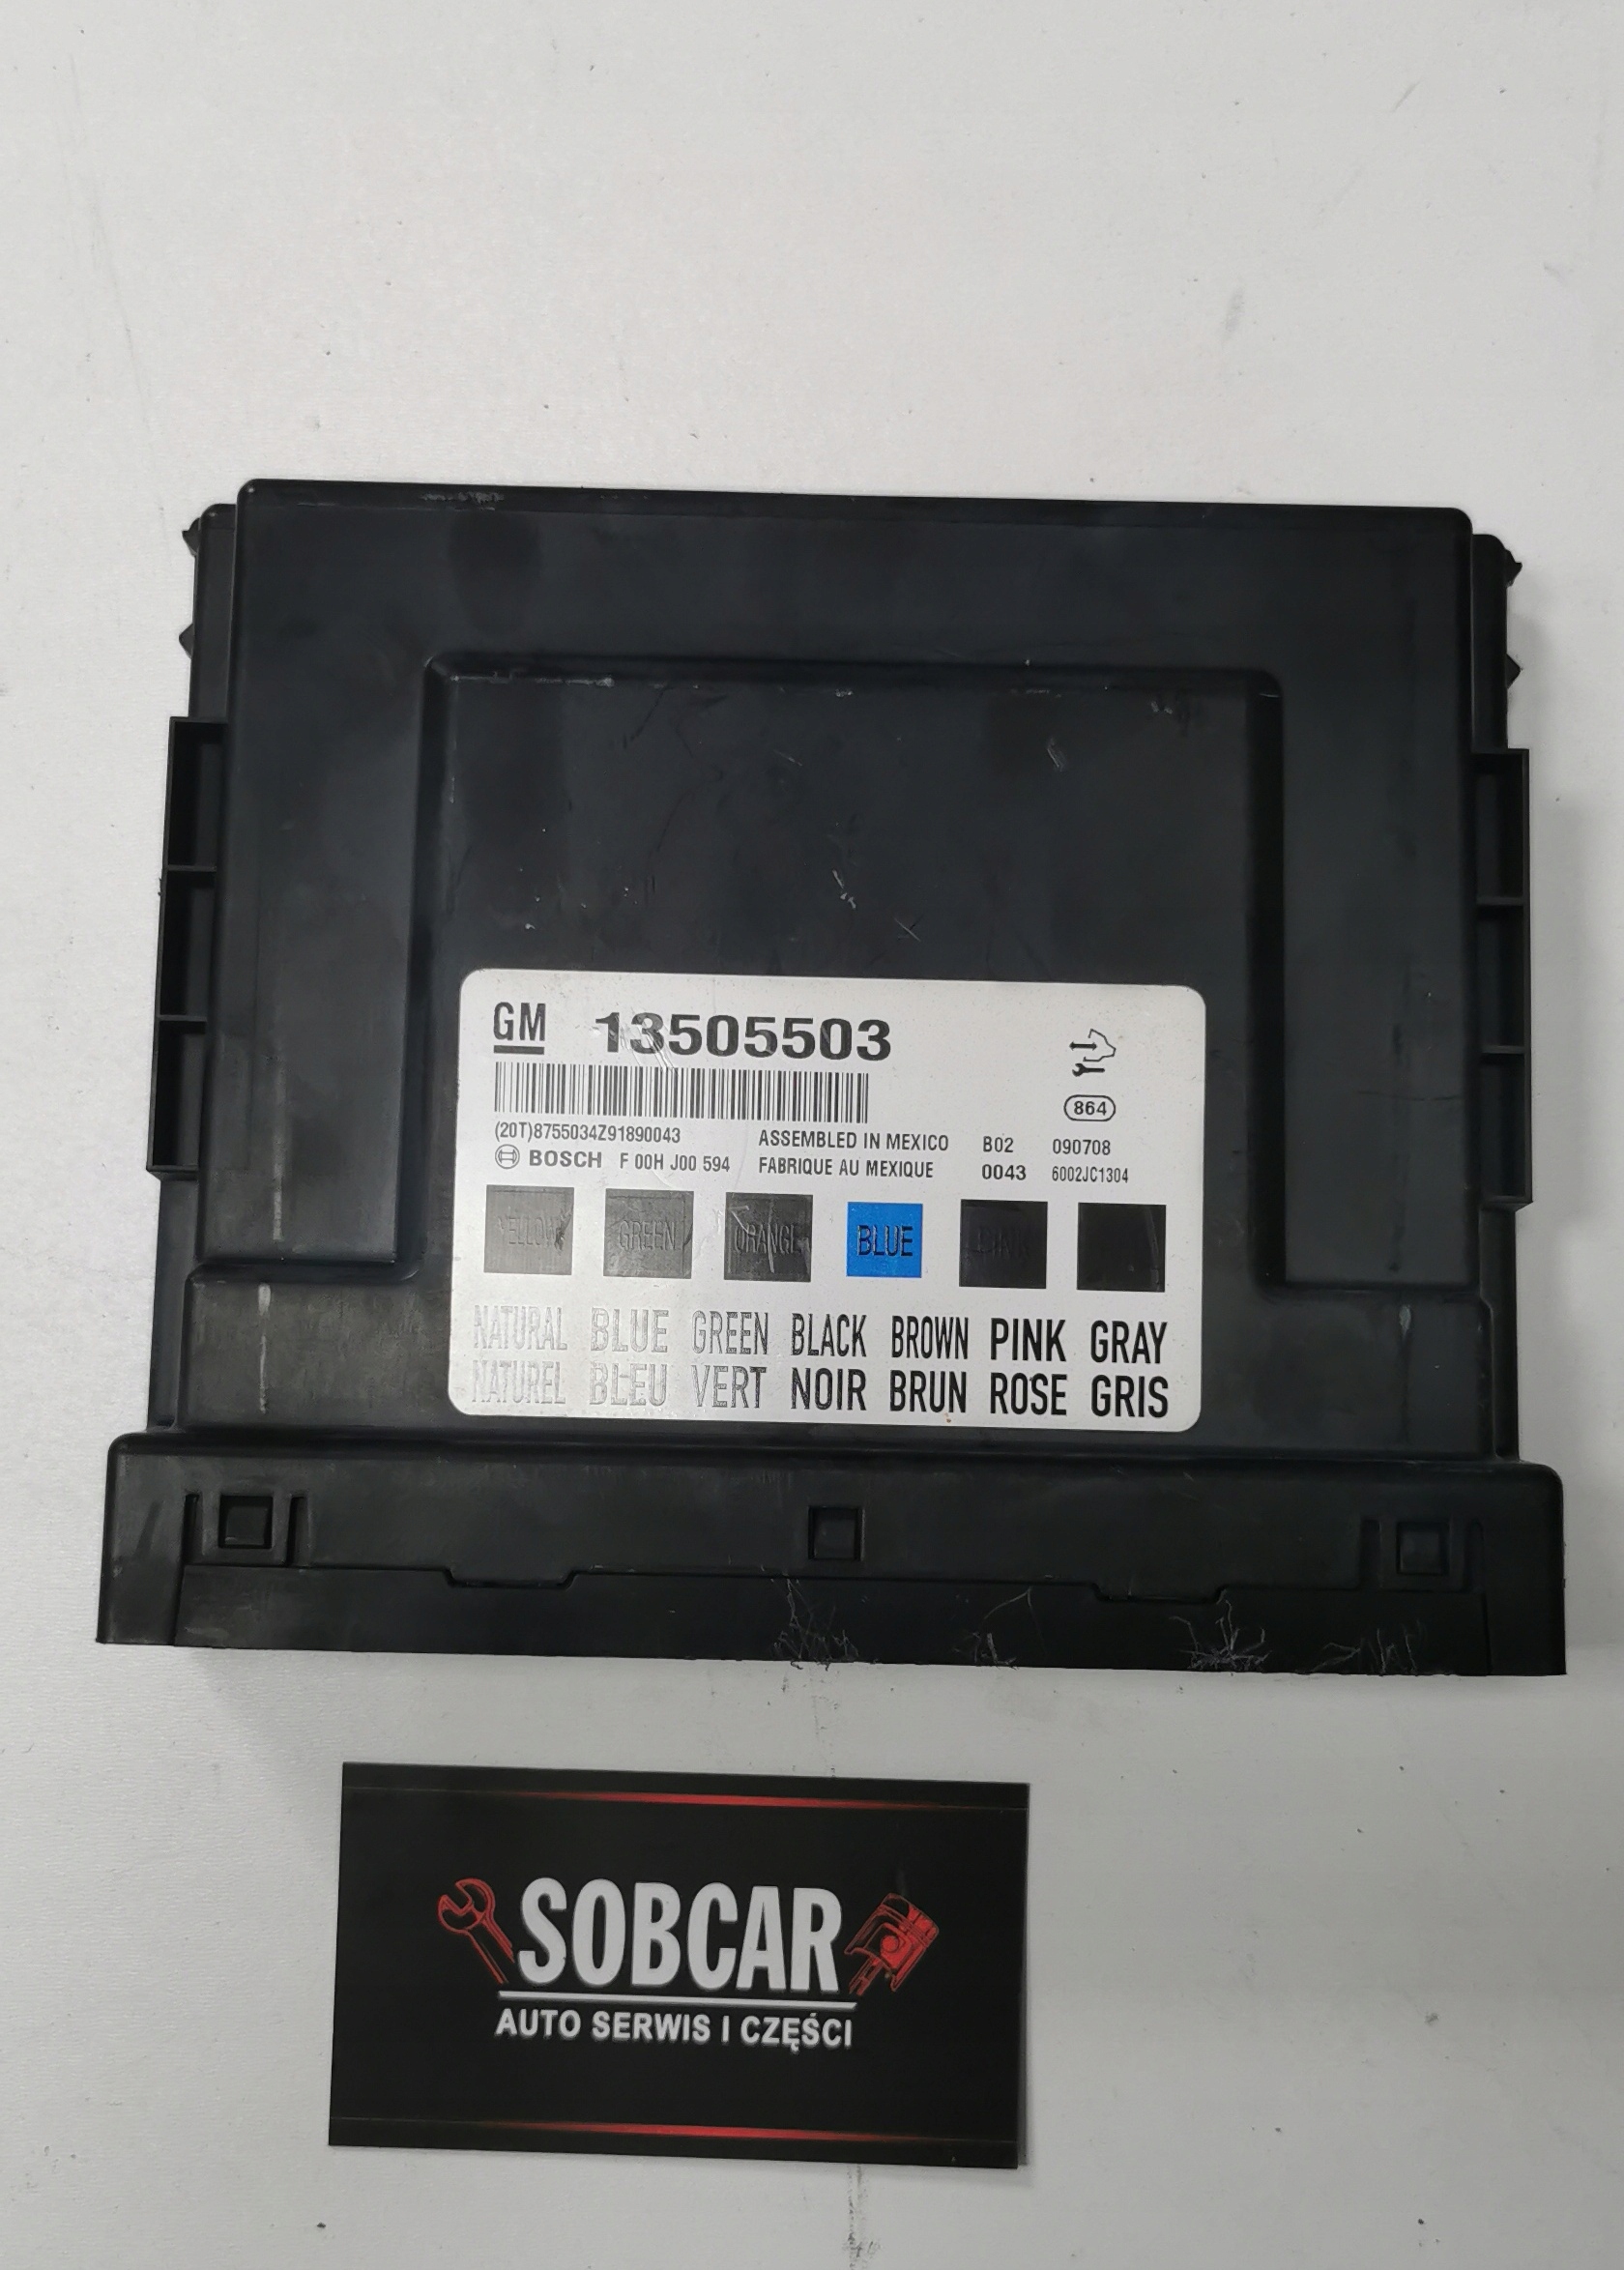 GM 13505503
864
(20T)8755034Z91890043 ASSEMBLED IN MEXICO B02 090708
BOSCH F 00H J00 594 FABRIQUE AU MEXIQUE 0043 6002JC1304
YELLOW GREEN ORANGE BLUE
NATURAL BLUE GREEN BLACK BROWN PINK GRAY
NATUREL BLEU VERT NOIR BRUN ROSE GRIS
SOBCAR
AUTO SERWIS I CZĘŚCI